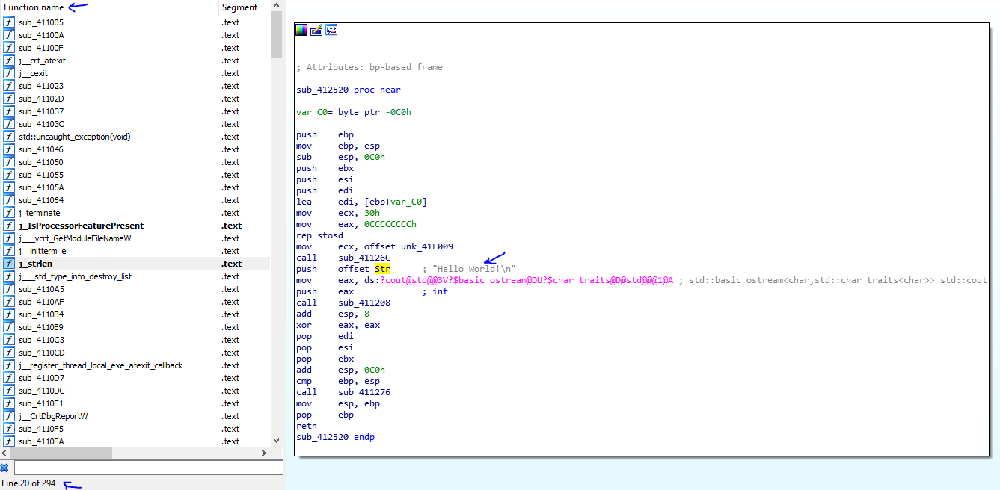 Function name Segment
sub_411005 .text
sub_41100A .text
sub_41100F .text
j__crt_atexit .text
j__cexit .text
sub_411023 .text
sub_41102D .text
sub_411037 .text
sub_41103C .text
std::uncaught_exception(void) .text
sub_411046 .text
sub_411050 .text
sub_411055 .text
sub_41105A .text
sub_411064 .text
j_terminate .text
j_IsProcessorFeaturePresent .text
j___vcrt_GetModuleFileNameW .text
j__initterm_e .text
j_strlen .text
j___std_type_info_destroy_list .text
sub_4110A5 .text
sub_4110AF .text
sub_4110B4 .text
sub_4110B9 .text
sub_4110C3 .text
sub_4110CD .text
j__register_thread_local_exe_atexit_callback .text
sub_4110D7 .text
sub_4110DC .text
sub_4110E1 .text
j__CrtDbgReportW .text
sub_4110F5 .text
sub_4110FA .text
Line 20 of 294
; Attributes: bp-based frame
sub_412520 proc near
var_C0= byte ptr -0C0h
push ebp
mov ebp, esp
sub esp, 0C0h
push ebx
push esi
push edi
lea edi, [ebp+var_C0]
mov ecx, 30h
mov eax, 0CCCCCCCCh
rep stosd
mov ecx, offset unk_41E009
call sub_41126C
push offset Str ; "Hello World!\n"
mov eax, ds:?cout@std@@3V?$basic_ostream@DU?$char_traits@D@std@@@1@A ; std::basic_ostream<char,std::char_traits<char>> std::cout
push eax ; int
call sub_411208
add esp, 8
xor eax, eax
pop edi
pop esi
pop ebx
add esp, 0C0h
cmp ebp, esp
call sub_411276
mov esp, ebp
pop ebp
retn
sub_412520 endp